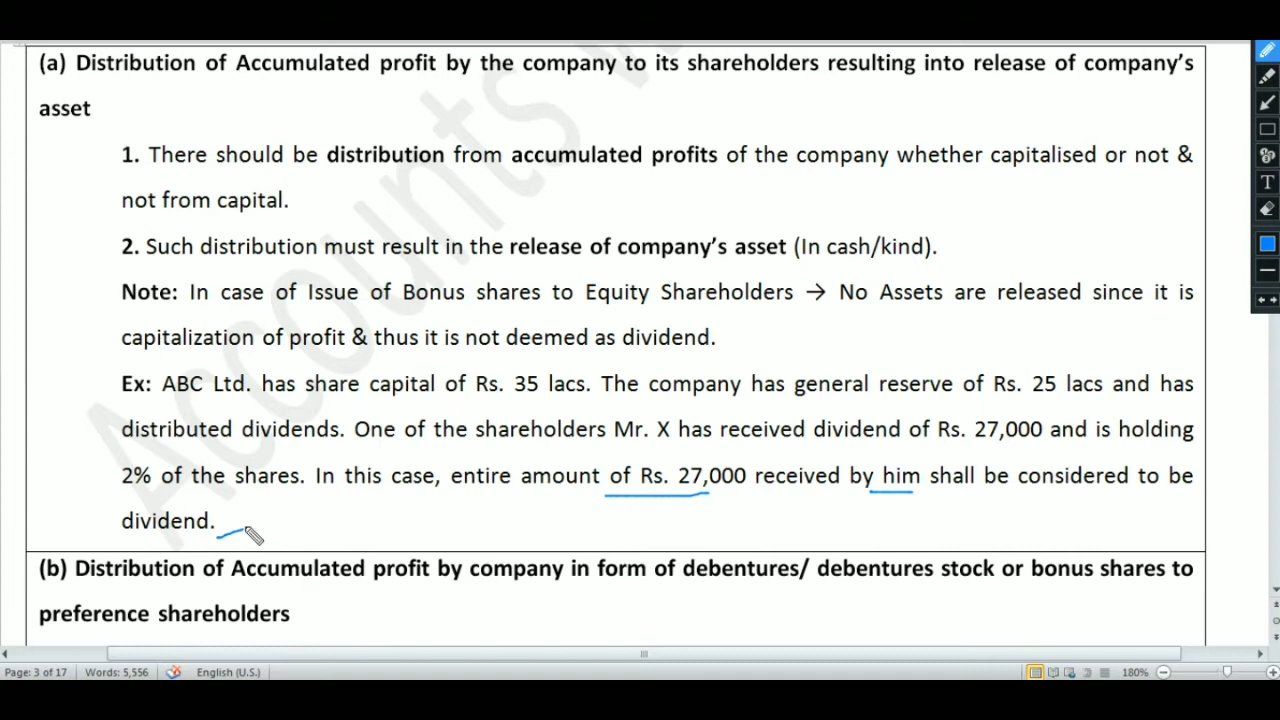 (a) Distribution of Accumulated profit by the company to its shareholders resulting into release of company's
asset
1. There should be distribution from accumulated profits of the company whether capitalised or not &
not from capital.
2. Such distribution must result in the release of company's asset (In cash/kind).
Note: In case of Issue of Bonus shares to Equity Shareholders → No Assets are released since it is
capitalization of profit & thus it is not deemed as dividend.
Ex: ABC Ltd. has share capital of Rs. 35 lacs. The company has general reserve of Rs. 25 lacs and has
distributed dividends. One of the shareholders Mr. X has received dividend of Rs. 27,000 and is holding
2% of the shares. In this case, entire amount of Rs. 27,000 received by him shall be considered to be
dividend.
(b) Distribution of Accumulated profit by company in form of debentures/ debentures stock or bonus shares to
preference shareholders
Accounts
Page: 3 of 17 Words: 5,556 English (U.S.) 180%